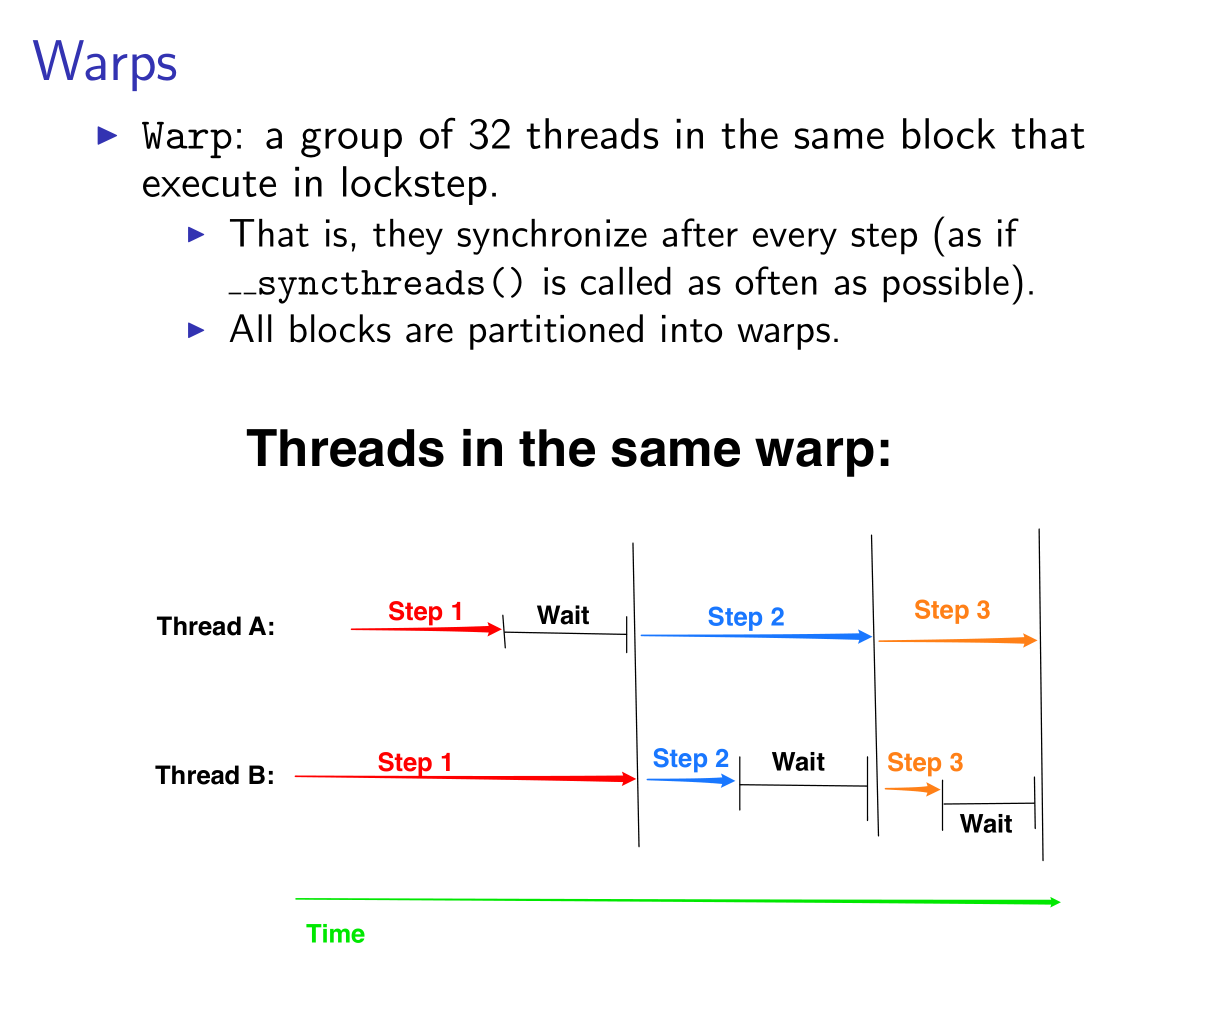 Warps
▶ Warp: a group of 32 threads in the same block that
execute in lockstep.
▶ That is, they synchronize after every step (as if
__syncthreads() is called as often as possible).
▶ All blocks are partitioned into warps.
Threads in the same warp:
Thread A: Step 1 Wait Step 2 Step 3
Thread B: Step 1 Step 2 Wait Step 3 Wait
Time